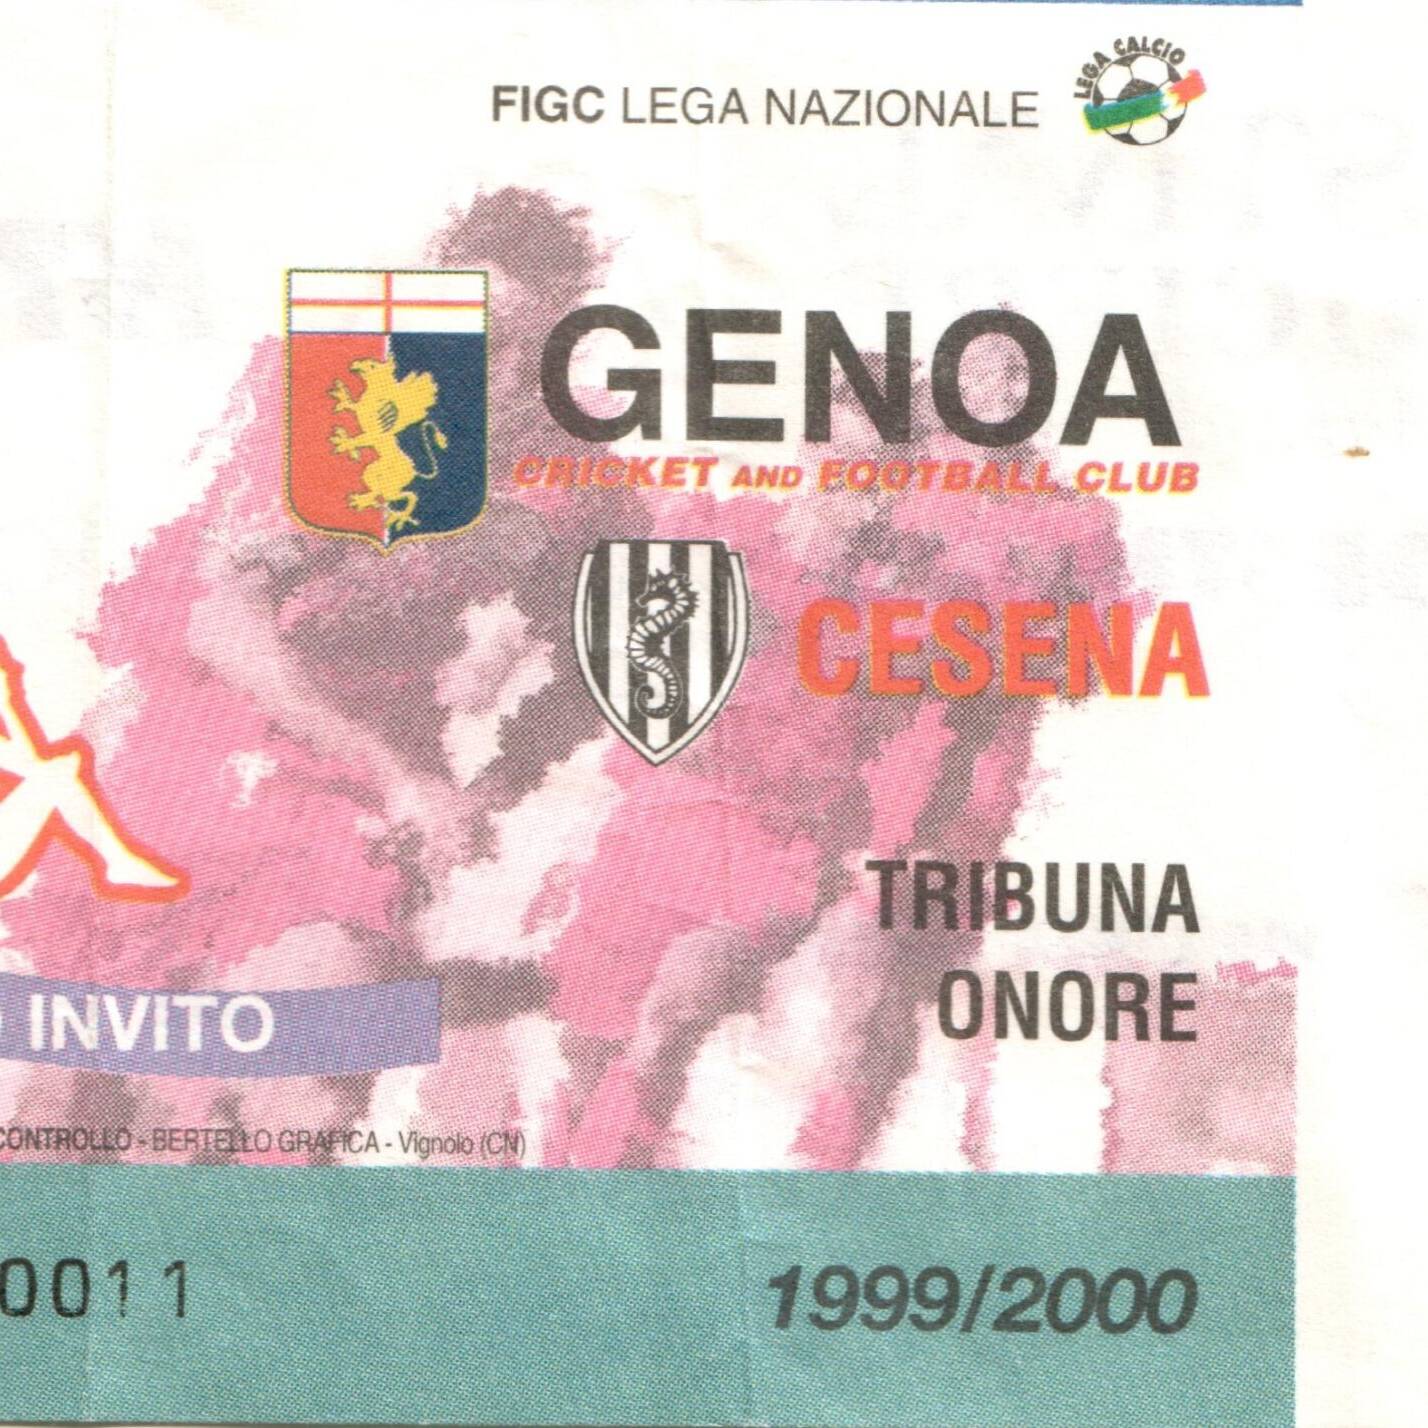 LEGA CALCIO
FIGC LEGA NAZIONALE
GENOA
CRICKET AND FOOTBALL CLUB
CESENA
TRIBUNA
ONORE
INVITO
CONTROLLO - BERTELLO GRAFICA - Vignolo (CN)
0011
1999/2000